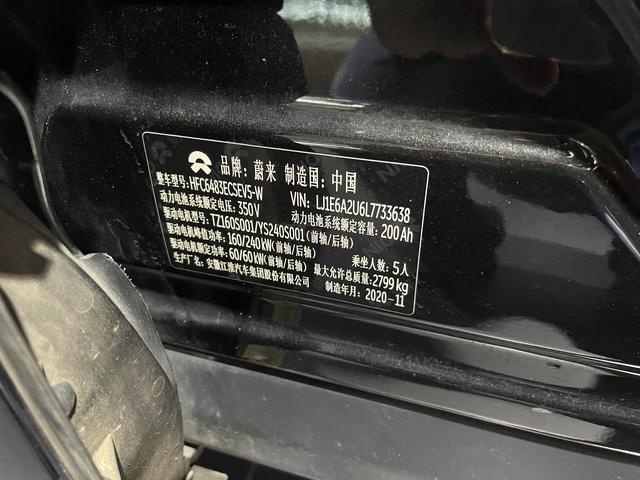 品牌: 蔚来 制造国: 中国
整车型号: HFC6483ECSEV5-W VIN: LJ1E6A2U6L7733638
动力电池系统额定电压: 350V 动力电池系统额定容量: 200Ah
驱动电机型号: TZ160S001/YS240S001 (前轴/后轴)
驱动电机峰值功率: 160/240kW (前轴/后轴) 乘坐人数: 5人
驱动电机额定功率: 60/60KW (前轴/后轴) 最大允许总质量: 2799 kg
生产厂名: 安徽江淮汽车集团股份有限公司 制造年月: 2020-11